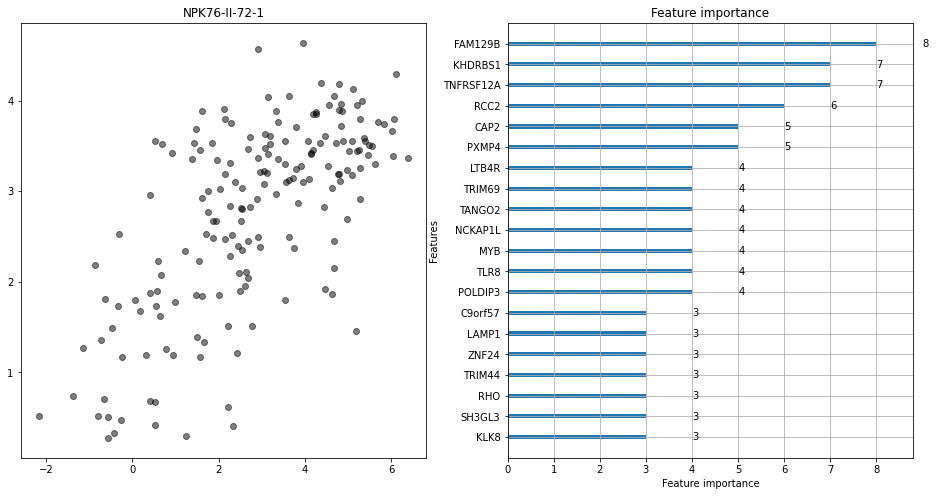 NPK76-II-72-1
4
3
2
1
−2
0
2
4
6
Feature importance
Features
FAM129B 8
KHDRBS1 7
TNFRSF12A 7
RCC2 6
CAP2 5
PXMP4 5
LTB4R 4
TRIM69 4
TANGO2 4
NCKAP1L 4
MYB 4
TLR8 4
POLDIP3 4
C9orf57 3
LAMP1 3
ZNF24 3
TRIM44 3
RHO 3
SH3GL3 3
KLK8 3
0 1 2 3 4 5 6 7 8
Feature importance